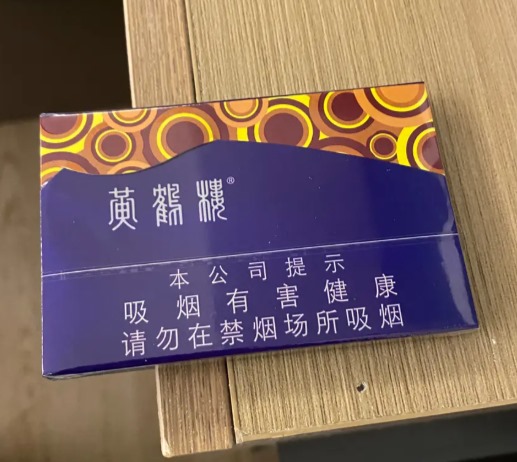 黄鹤楼®
本公司提示
吸烟有害健康
请勿在禁烟场所吸烟